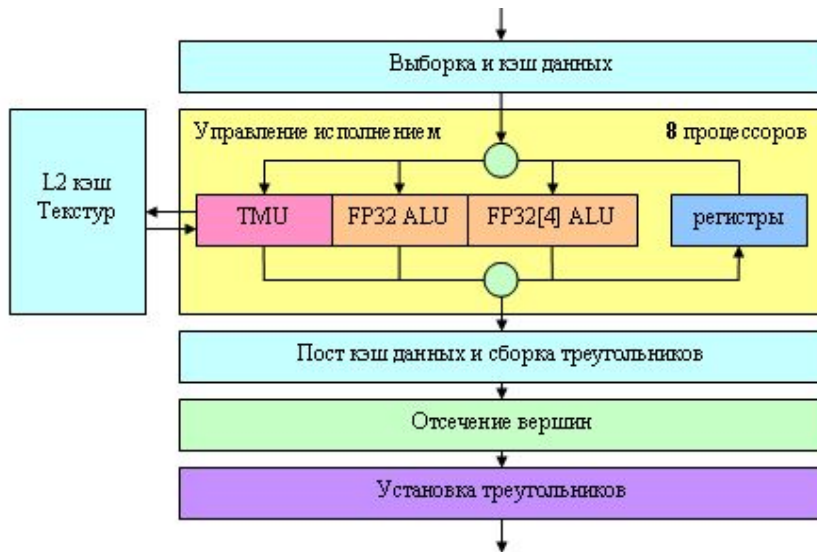 Выборка и кэш данных
Управление исполнением
8 процессоров
L2 кэш
Текстур
TMU
FP32 ALU
FP32[4] ALU
регистры
Пост кэш данных и сборка треугольников
Отсечение вершин
Установка треугольников